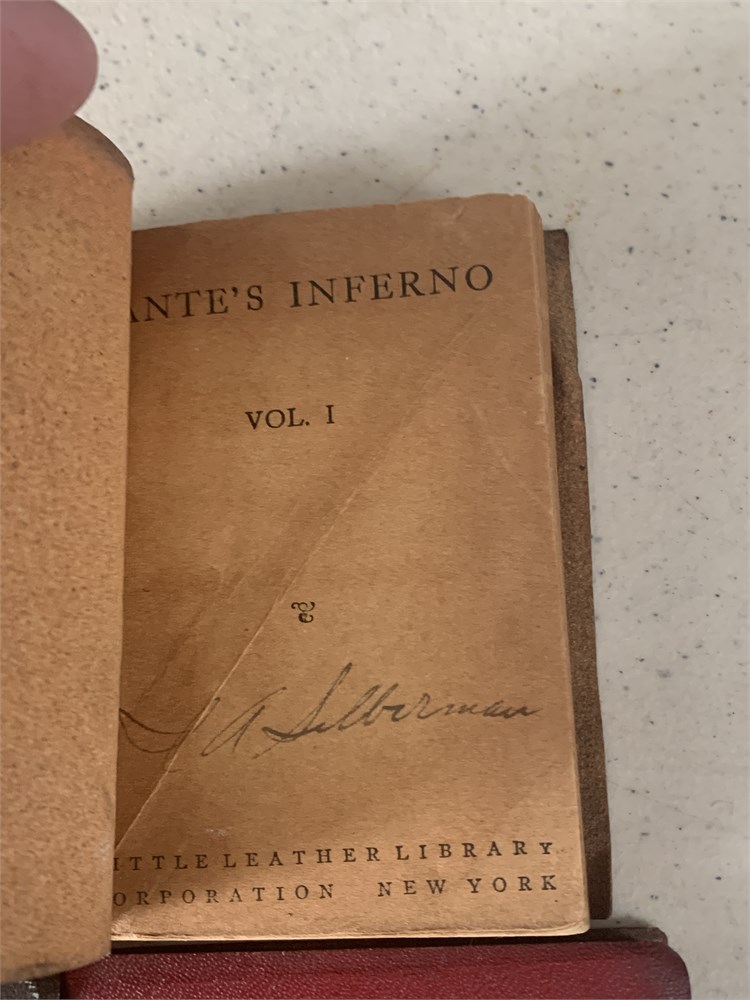 ANTE'S INFERNO
VOL. I
A Silberman
ITTLE LEATHER LIBRARY
ORPORATION NEW YORK